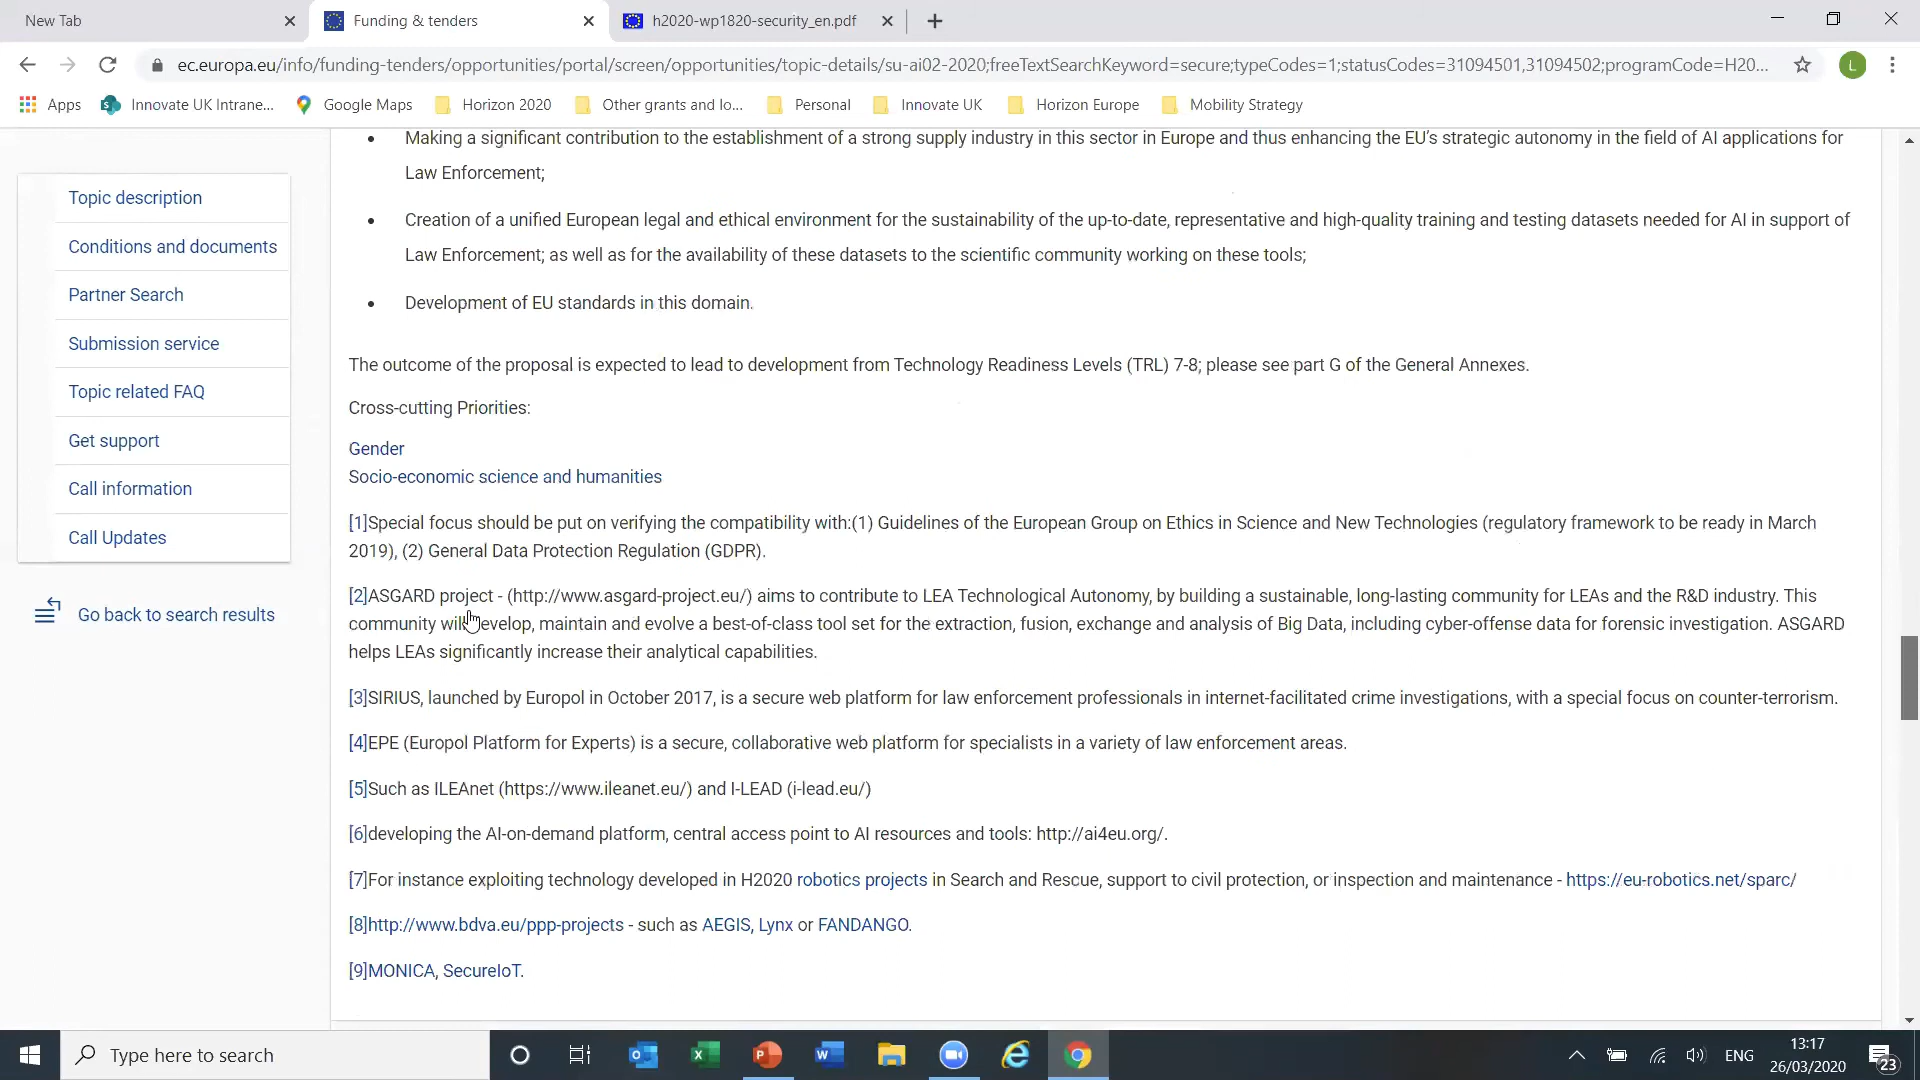 New Tab
Funding & tenders
h2020-wp1820-security_en.pdf
ec.europa.eu/info/funding-tenders/opportunities/portal/screen/opportunities/topic-details/su-ai02-2020;freeTextSearchKeyword=secure;typeCodes=1;statusCodes=31094501,31094502;programCode=H20...
L
Apps
Innovate UK Intrane...
Google Maps
Horizon 2020
Other grants and lo...
Personal
Innovate UK
Horizon Europe
Mobility Strategy
Topic description
Conditions and documents
Partner Search
Submission service
Topic related FAQ
Get support
Call information
Call Updates
Go back to search results
• Making a significant contribution to the establishment of a strong supply industry in this sector in Europe and thus enhancing the EU's strategic autonomy in the field of AI applications for
Law Enforcement;
• Creation of a unified European legal and ethical environment for the sustainability of the up-to-date, representative and high-quality training and testing datasets needed for AI in support of
Law Enforcement; as well as for the availability of these datasets to the scientific community working on these tools;
• Development of EU standards in this domain.
The outcome of the proposal is expected to lead to development from Technology Readiness Levels (TRL) 7-8; please see part G of the General Annexes.
Cross-cutting Priorities:
Gender
Socio-economic science and humanities
[1]Special focus should be put on verifying the compatibility with:(1) Guidelines of the European Group on Ethics in Science and New Technologies (regulatory framework to be ready in March
2019), (2) General Data Protection Regulation (GDPR).
[2]ASGARD project - (http://www.asgard-project.eu/) aims to contribute to LEA Technological Autonomy, by building a sustainable, long-lasting community for LEAs and the R&D industry. This
community will develop, maintain and evolve a best-of-class tool set for the extraction, fusion, exchange and analysis of Big Data, including cyber-offense data for forensic investigation. ASGARD
helps LEAs significantly increase their analytical capabilities.
[3]SIRIUS, launched by Europol in October 2017, is a secure web platform for law enforcement professionals in internet-facilitated crime investigations, with a special focus on counter-terrorism.
[4]EPE (Europol Platform for Experts) is a secure, collaborative web platform for specialists in a variety of law enforcement areas.
[5]Such as ILEAnet (https://www.ileanet.eu/) and I-LEAD (i-lead.eu/)
[6]developing the AI-on-demand platform, central access point to AI resources and tools: http://ai4eu.org/.
[7]For instance exploiting technology developed in H2020 robotics projects in Search and Rescue, support to civil protection, or inspection and maintenance - https://eu-robotics.net/sparc/
[8]http://www.bdva.eu/ppp-projects - such as AEGIS, Lynx or FANDANGO.
[9]MONICA, SecureIoT.
Type here to search
ENG
13:17
26/03/2020
23